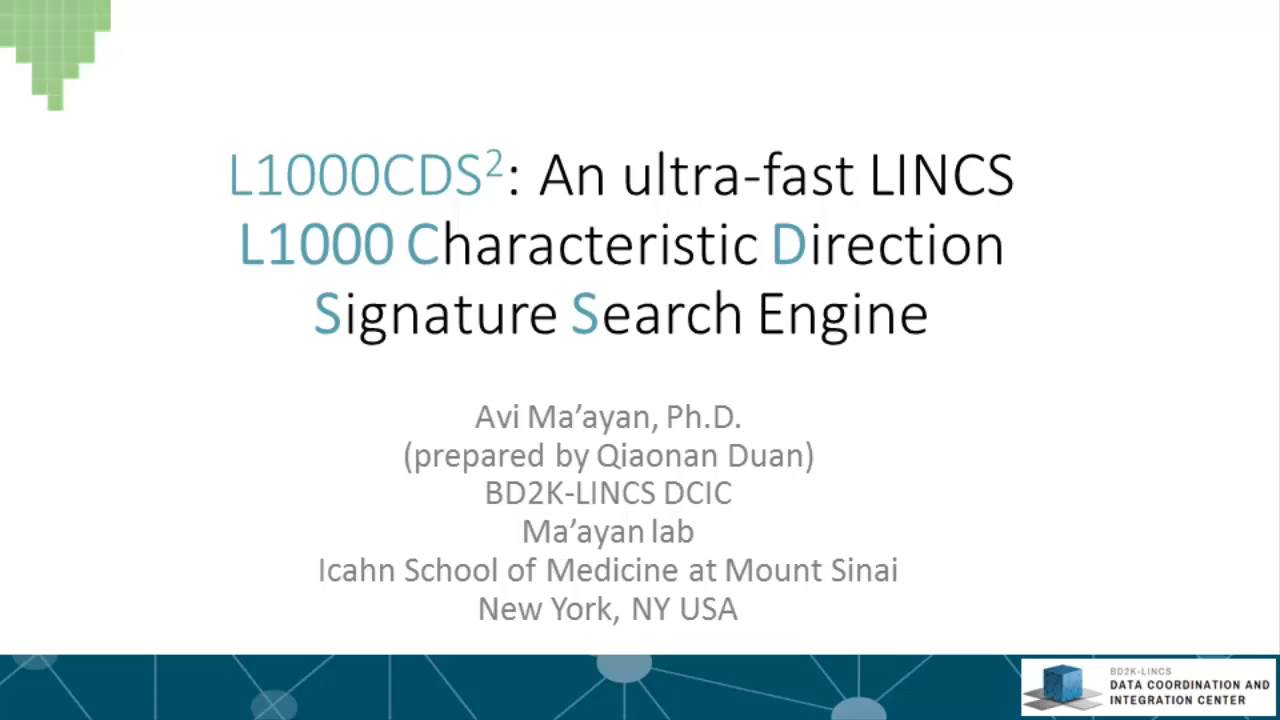 L1000CDS²: An ultra-fast LINCS
L1000 Characteristic Direction
Signature Search Engine
Avi Ma’ayan, Ph.D.
(prepared by Qiaonan Duan)
BD2K-LINCS DCIC
Ma’ayan lab
Icahn School of Medicine at Mount Sinai
New York, NY USA
BD2K-LINCS
DATA COORDINATION AND
INTEGRATION CENTER